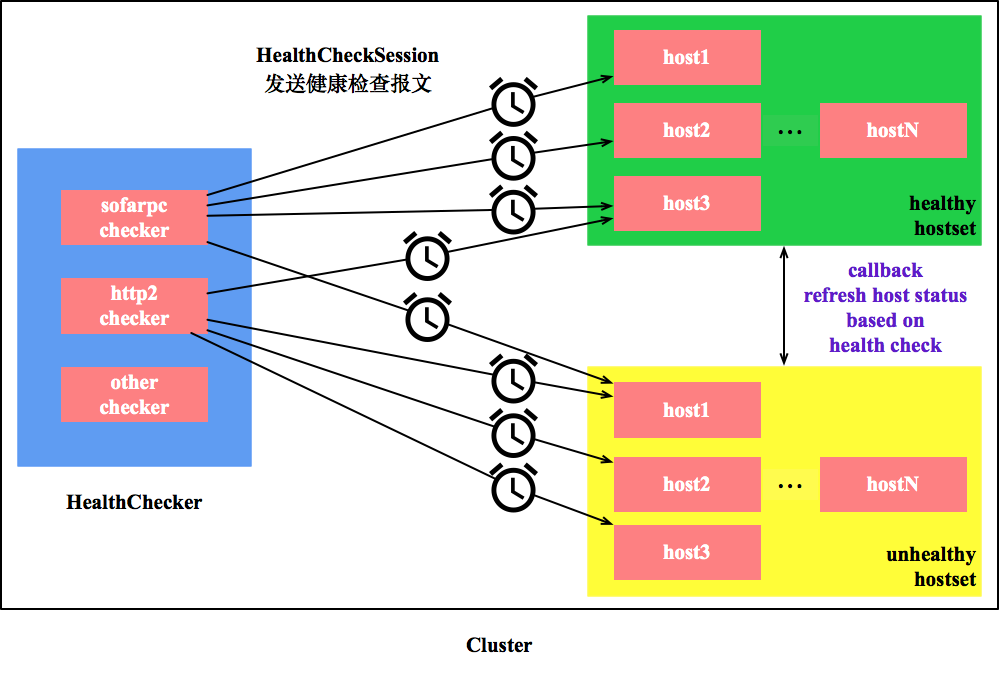 HealthCheckSession
发送健康检查报文
sofarpc
checker
http2
checker
other
checker
HealthChecker
host1
host2
...
hostN
host3
healthy
hostset
callback
refresh host status
based on
health check
host1
host2
...
hostN
host3
unhealthy
hostset
Cluster